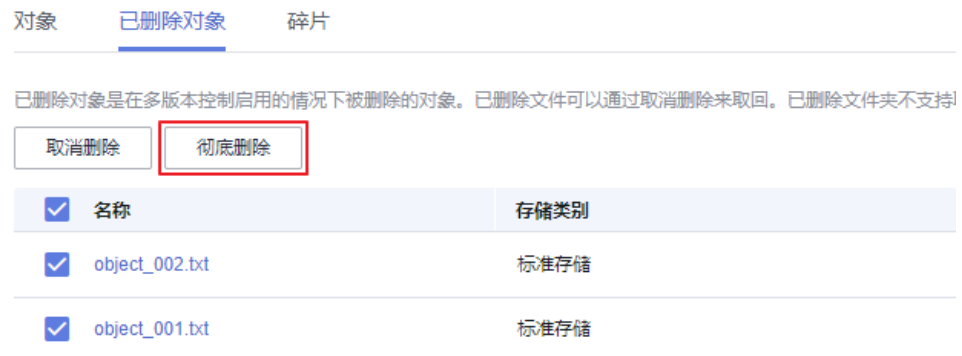 对象 已删除对象 碎片
已删除对象是在多版本控制启用的情况下被删除的对象。已删除文件可以通过取消删除来取回。已删除文件夹不支持
取消删除 彻底删除
名称 存储类别
object_002.txt 标准存储
object_001.txt 标准存储